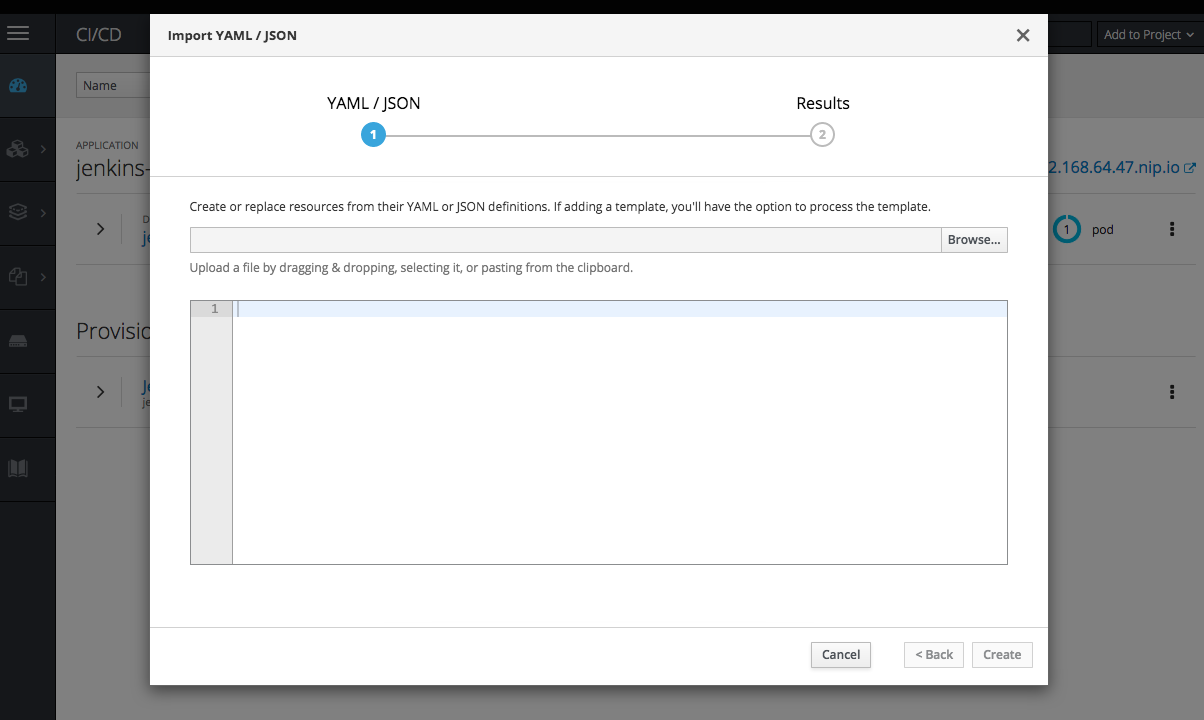 CI/CD
Import YAML / JSON
Add to Project
Name
YAML / JSON
Results
1
2
APPLICATION
jenkins-
2.168.64.47.nip.io
Create or replace resources from their YAML or JSON definitions. If adding a template, you'll have the option to process the template.
Browse...
1 pod
Upload a file by dragging & dropping, selecting it, or pasting from the clipboard.
1
Provisio
Cancel
< Back
Create